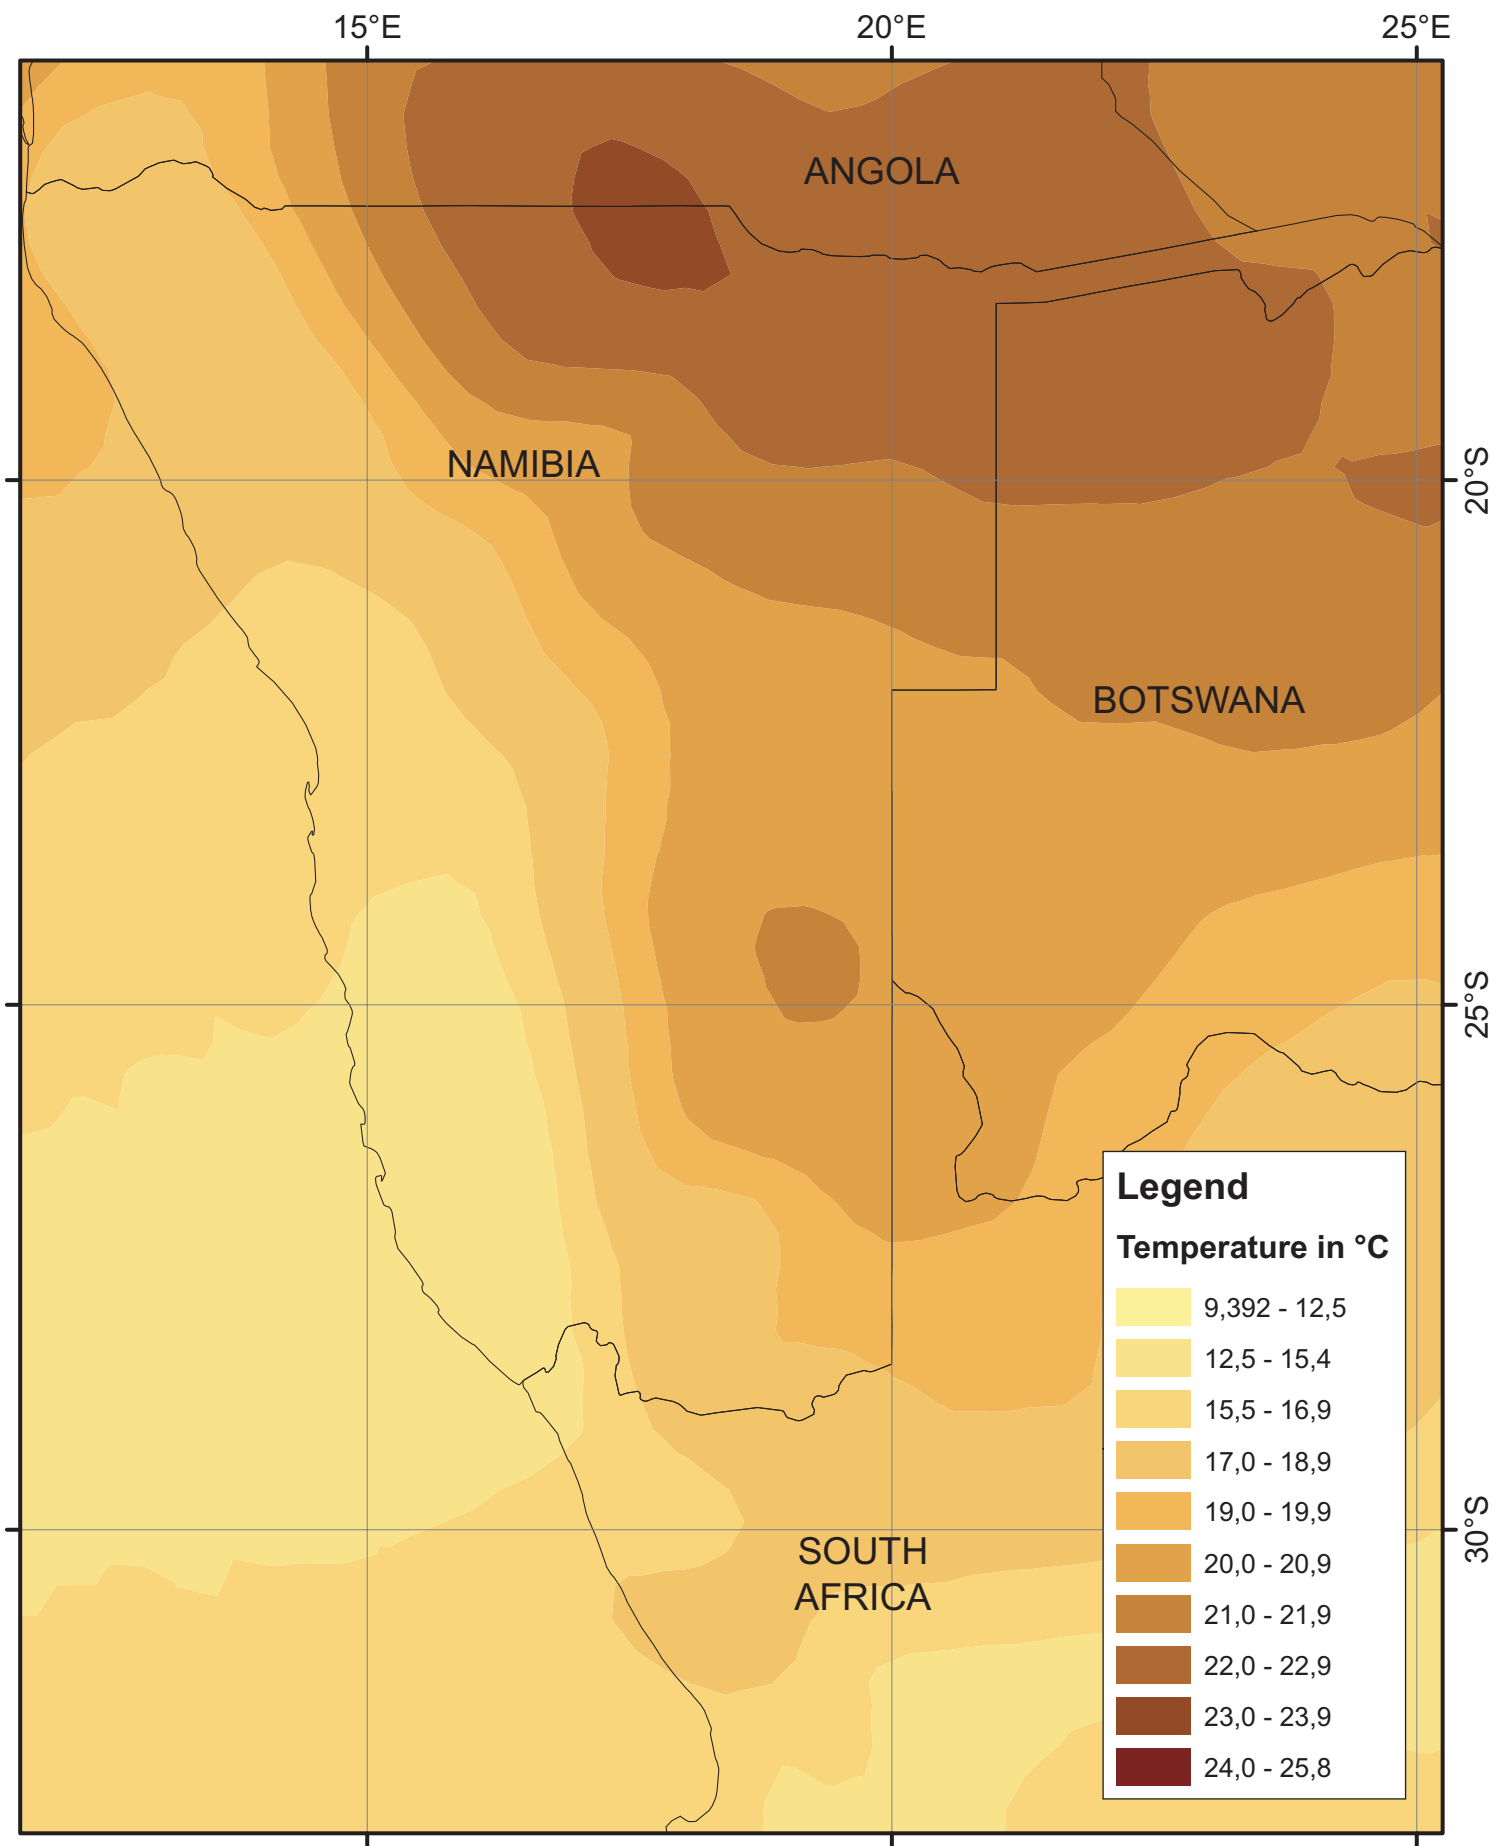 15°E
20°E
25°E
ANGOLA
NAMIBIA
20°S
BOTSWANA
25°S
Legend
Temperature in °C
9,392 - 12,5
12,5 - 15,4
15,5 - 16,9
17,0 - 18,9
19,0 - 19,9
20,0 - 20,9
21,0 - 21,9
22,0 - 22,9
23,0 - 23,9
24,0 - 25,8
30°S
SOUTH
AFRICA